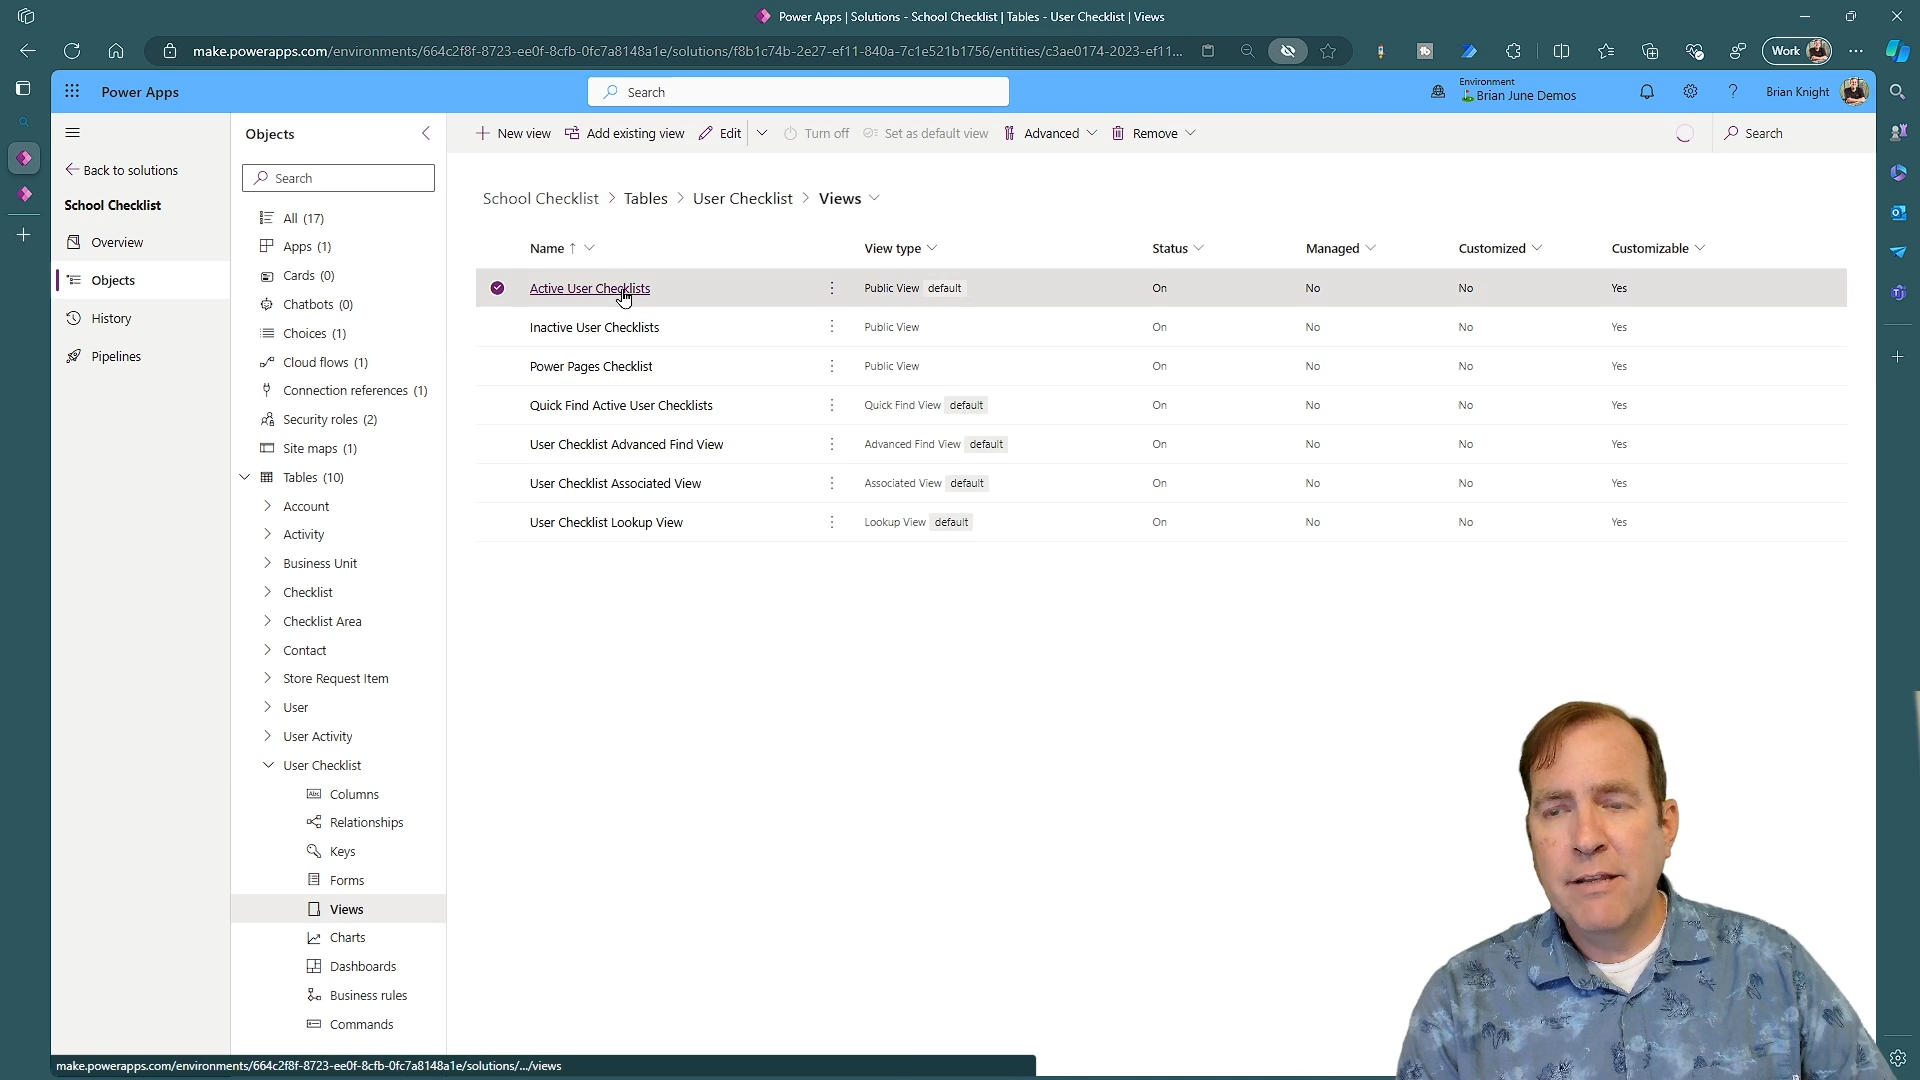 Power Apps | Solutions - School Checklist | Tables - User Checklist | Views
make.powerapps.com/environments/664c2f8f-8723-ee0f-8cfb-0fc7a8148a1e/solutions/f8b1c74b-2e27-ef11-840a-7c1e521b1756/entities/c3ae0174-2023-ef11...
Work
Power Apps
Search
Environment
Brian June Demos
Brian Knight
Objects
New view
Add existing view
Edit
Turn off
Set as default view
Advanced
Remove
Search
Back to solutions
School Checklist
Overview
Objects
History
Pipelines
Search
All (17)
Apps (1)
Cards (0)
Chatbots (0)
Choices (1)
Cloud flows (1)
Connection references (1)
Security roles (2)
Site maps (1)
Tables (10)
Account
Activity
Business Unit
Checklist
Checklist Area
Contact
Store Request Item
User
User Activity
User Checklist
Columns
Relationships
Keys
Forms
Views
Charts
Dashboards
Business rules
Commands
School Checklist > Tables > User Checklist > Views
Name ↑ View type Status Managed Customized Customizable
Active User Checklists Public View default On No No Yes
Inactive User Checklists Public View On No No Yes
Power Pages Checklist Public View On No No Yes
Quick Find Active User Checklists Quick Find View default On No No Yes
User Checklist Advanced Find View Advanced Find View default On No No Yes
User Checklist Associated View Associated View default On No No Yes
User Checklist Lookup View Lookup View default On No No Yes
make.powerapps.com/environments/664c2f8f-8723-ee0f-8cfb-0fc7a8148a1e/solutions/.../views